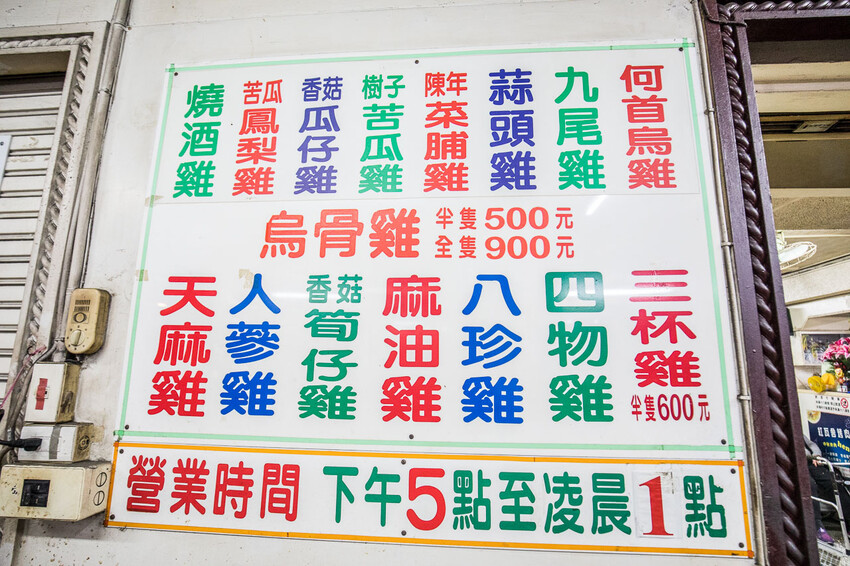 何首烏雞
九尾雞
蒜頭雞
陳年菜脯雞
樹子苦瓜雞
香菇瓜仔雞
苦瓜鳳梨雞
燒酒雞
烏骨雞 半隻500元
全隻900元
三杯雞 半隻600元
四物雞
八珍雞
麻油雞
香菇筍仔雞
人蔘雞
天麻雞
營業時間 下午5點至凌晨1點